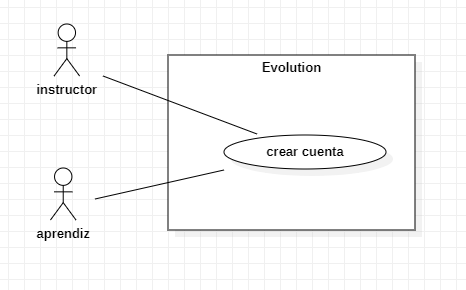 Evolution
instructor
crear cuenta
aprendiz